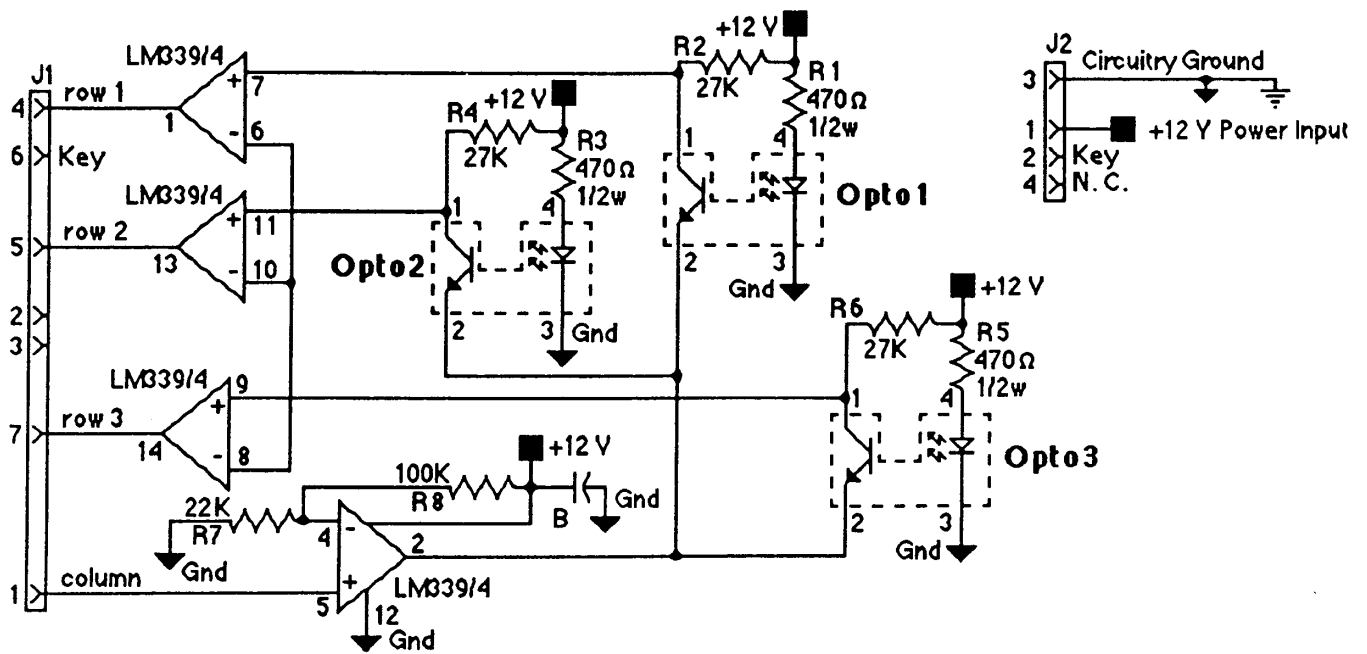 +12 V
R2
27K
R1
470Ω
1/2w
J2
3
Circuitry Ground
1
+12 Y Power Input
2
Key
4
N. C.
J1
LM339/4
+
7
4
row 1
1
-
6
6
Key
+12 V
R4
27K
R3
470Ω
1/2w
1
4
Opto1
2
3
Gnd
LM339/4
+
11
5
row 2
13
-
10
1
4
Opto2
2
3
Gnd
2
3
+12 V
R6
27K
R5
470Ω
1/2w
LM339/4
9
+
7
row 3
14
-
8
1
4
Opto3
2
3
Gnd
+12 V
100K
R8
B
Gnd
22K
R7
Gnd
4
-
2
LM339/4
1
column
+
5
12
Gnd